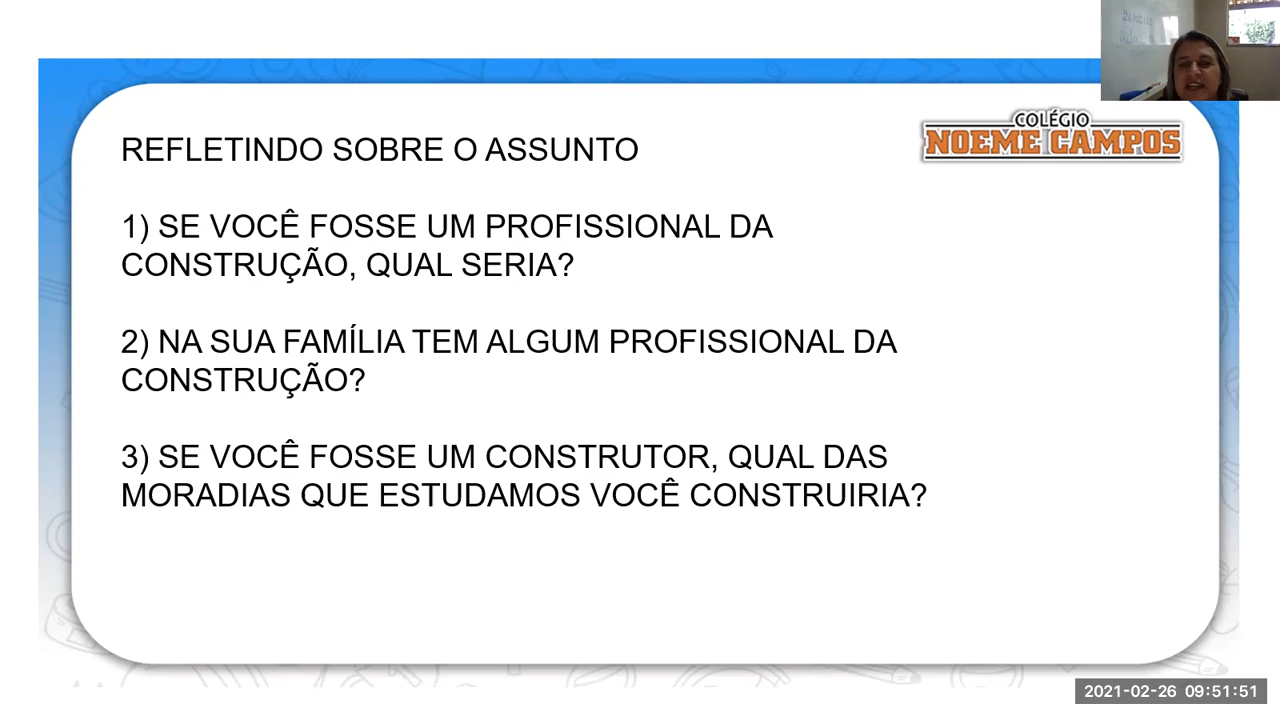 COLÉGIO
NOEME CAMPOS
REFLETINDO SOBRE O ASSUNTO
1) SE VOCÊ FOSSE UM PROFISSIONAL DA
CONSTRUÇÃO, QUAL SERIA?
2) NA SUA FAMÍLIA TEM ALGUM PROFISSIONAL DA
CONSTRUÇÃO?
3) SE VOCÊ FOSSE UM CONSTRUTOR, QUAL DAS
MORADIAS QUE ESTUDAMOS VOCÊ CONSTRUIRIA?
2021-02-26 09:51:51